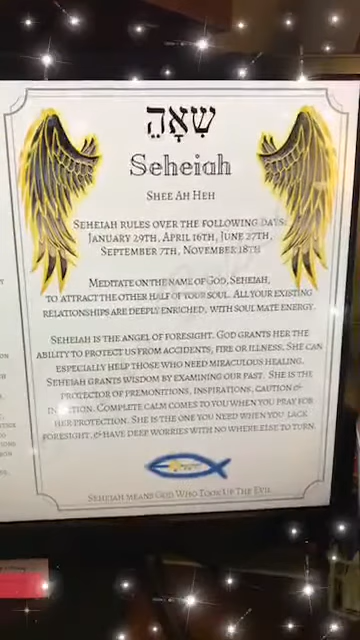 שִׁאָהֵ
Seheiah
Shee Ah Heh
Seheiah rules over the following days:
January 29th, April 16th, June 27th,
September 7th, November 18th
Meditate on the name of God, Seheiah,
to attract the other half of your soul. All your existing
relationships are deeply enriched, with soul mate energy.
Seheiah is the angel of foresight. God grants her the
ability to protect us from accidents, fire or illness. She can
especially help those who need miraculous healing.
Seheiah grants wisdom by examining our past. She is the
protector of premonitions, inspirations, caution &
Complete calm comes to you when you pray for
her protection. She is the one you need when you lack
foresight, & have deep worries with no where else to turn.
Seheiah means God Who Took Up The Evil